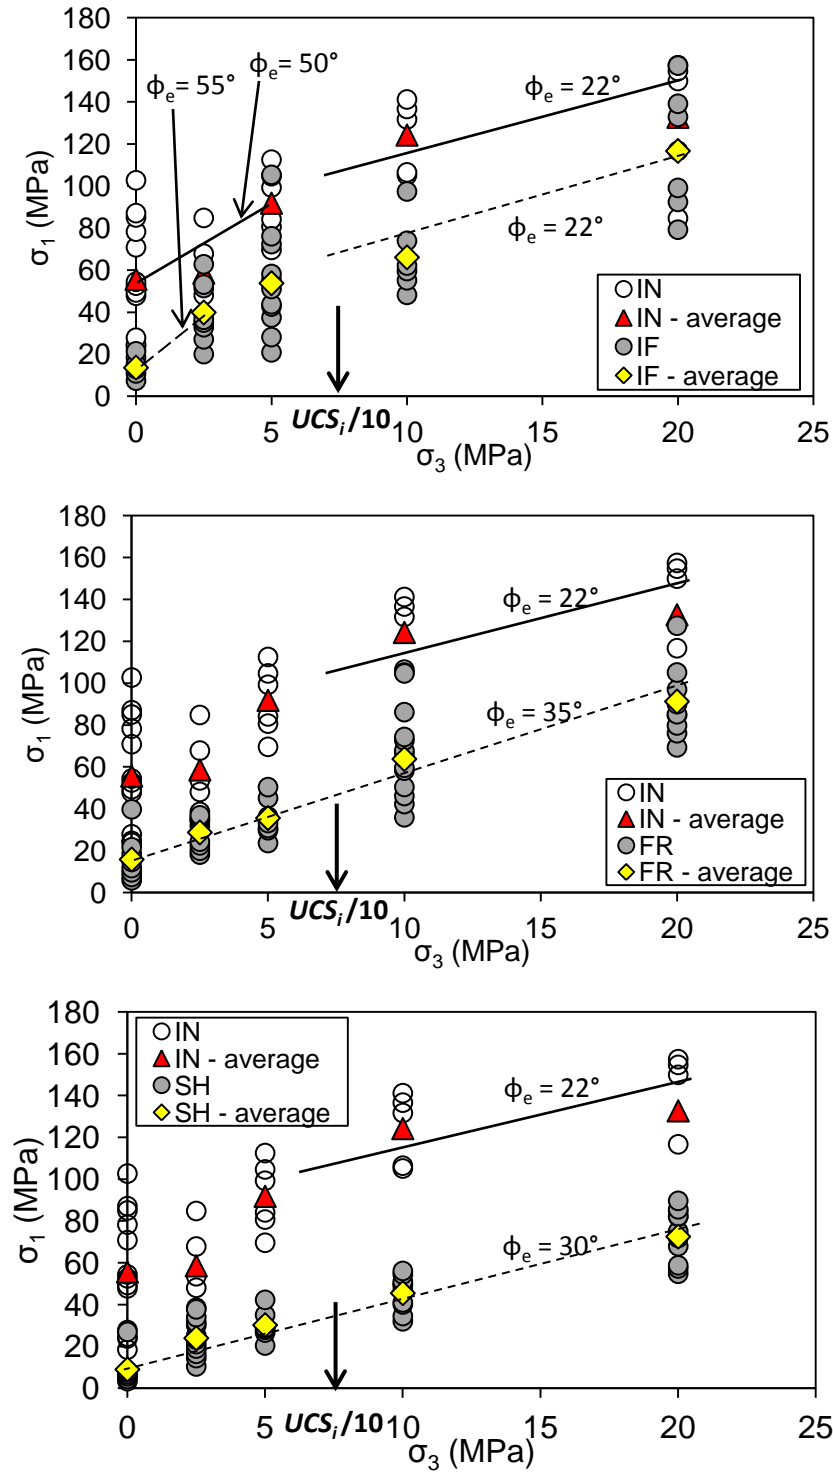 180
160
140
120
100
80
60
40
20
0
σ1 (MPa)
ϕe= 55°
ϕe= 50°
ϕe = 22°
ϕe = 22°
IN
IN - average
IF
IF - average
0 5 10 15 20 25
UCSi/10
σ3 (MPa)
180
160
140
120
100
80
60
40
20
0
σ1 (MPa)
ϕe = 22°
ϕe = 35°
IN
IN - average
FR
FR - average
0 5 10 15 20 25
UCSi/10
σ3 (MPa)
180
160
140
120
100
80
60
40
20
0
σ1 (MPa)
IN
IN - average
SH
SH - average
ϕe = 22°
ϕe = 30°
0 5 10 15 20 25
UCSi/10
σ3 (MPa)